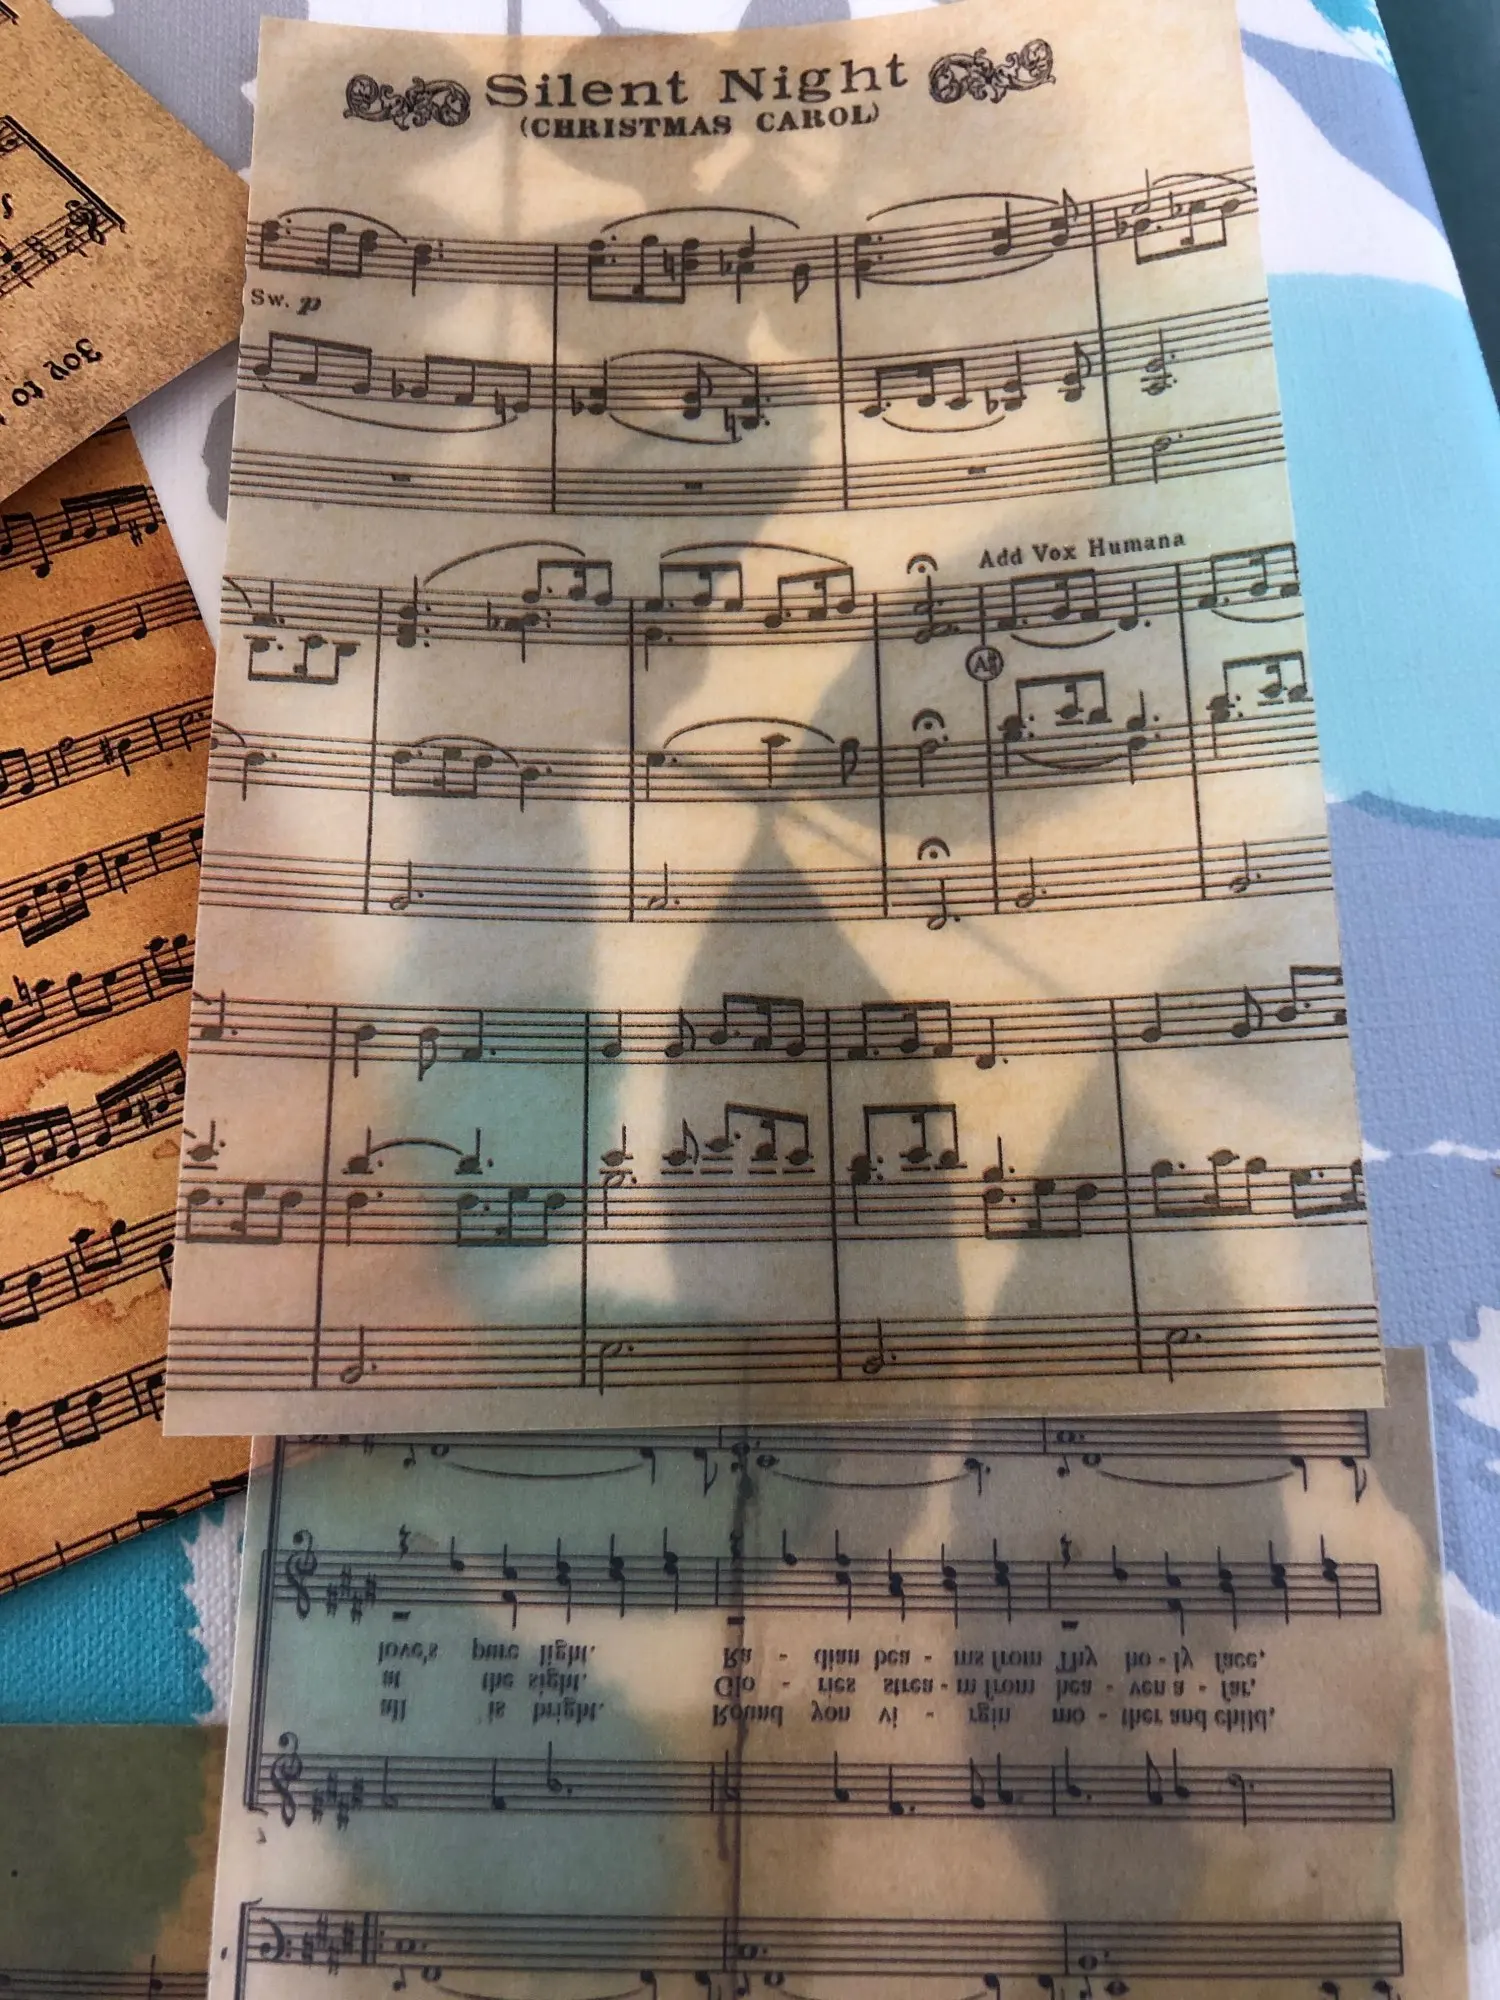 Silent Night
(CHRISTMAS CAROL)
Sw. p
Add Vox Humana
A#
Joy to
love's pure light. Ra - dian bea - ms from Thy ho - ly face,
at the sight. Glo - ries strea - m from hea - ven a - far,
all is bright. Round yon vi - rgin mo - ther and child,